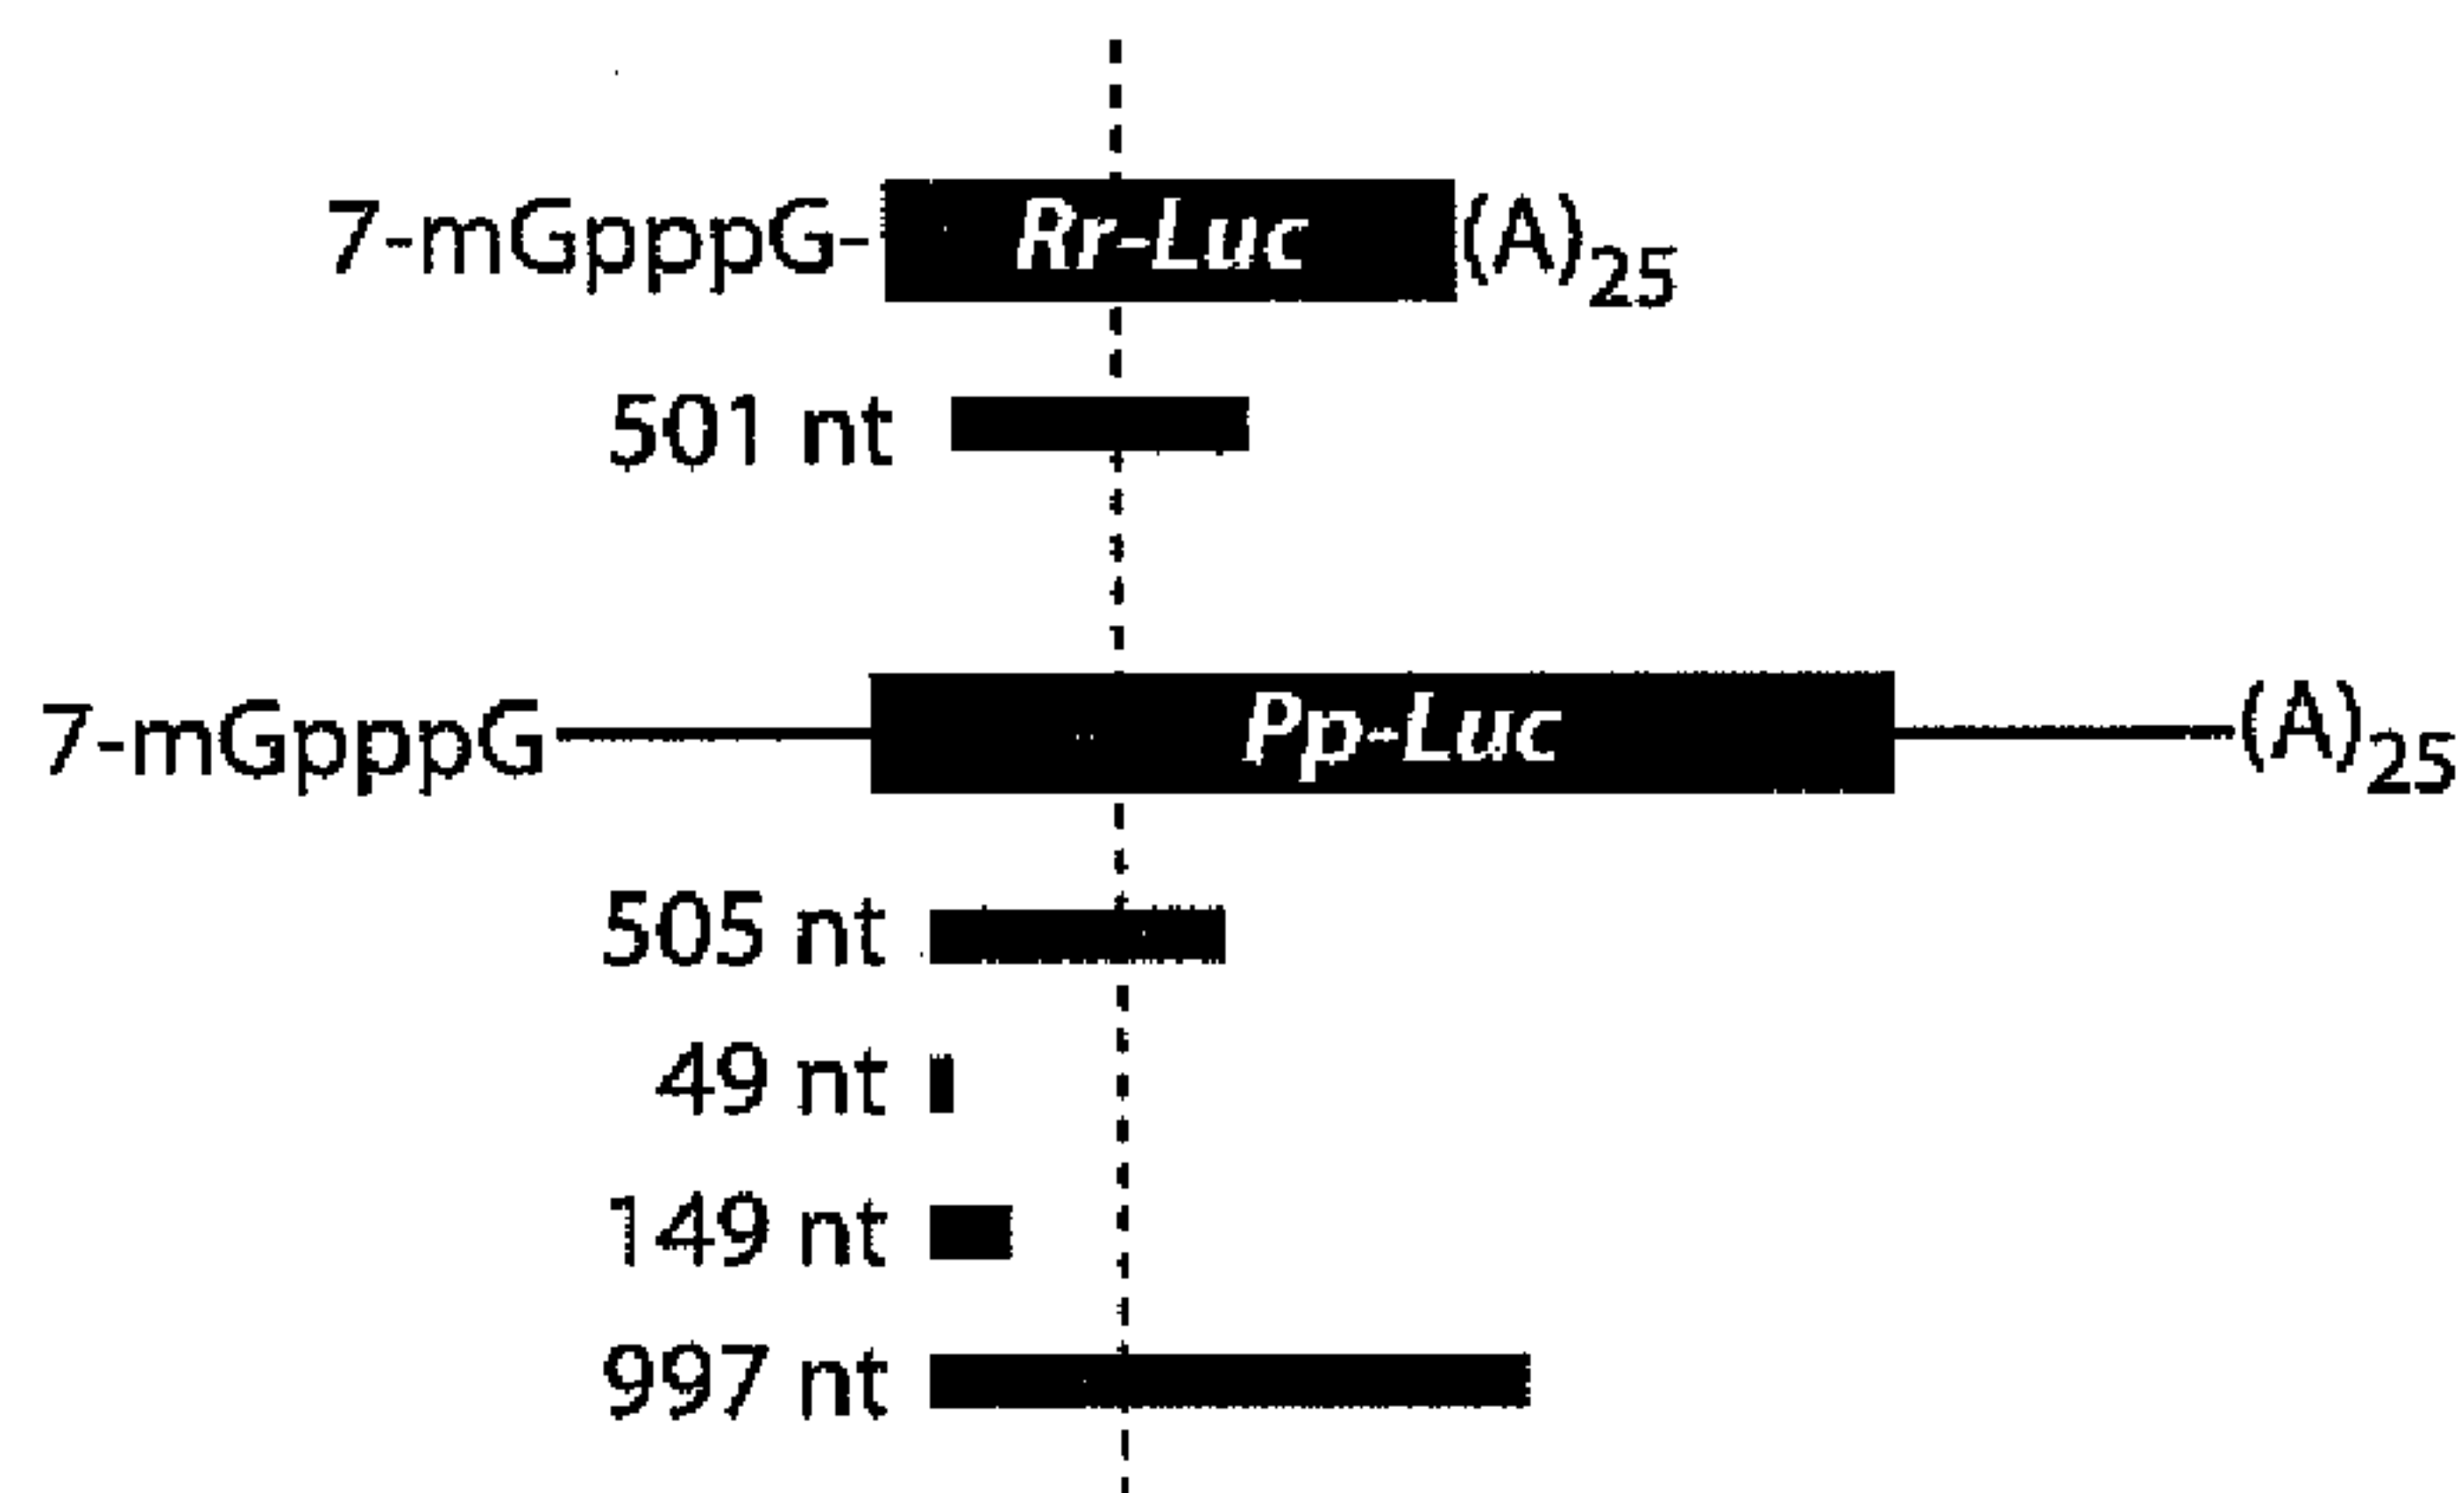 7-mGpppG- Rr-Luc (A)25
501 nt
7-mGpppG Pp-Luc (A)25
505 nt
49 nt
149 nt
997 nt